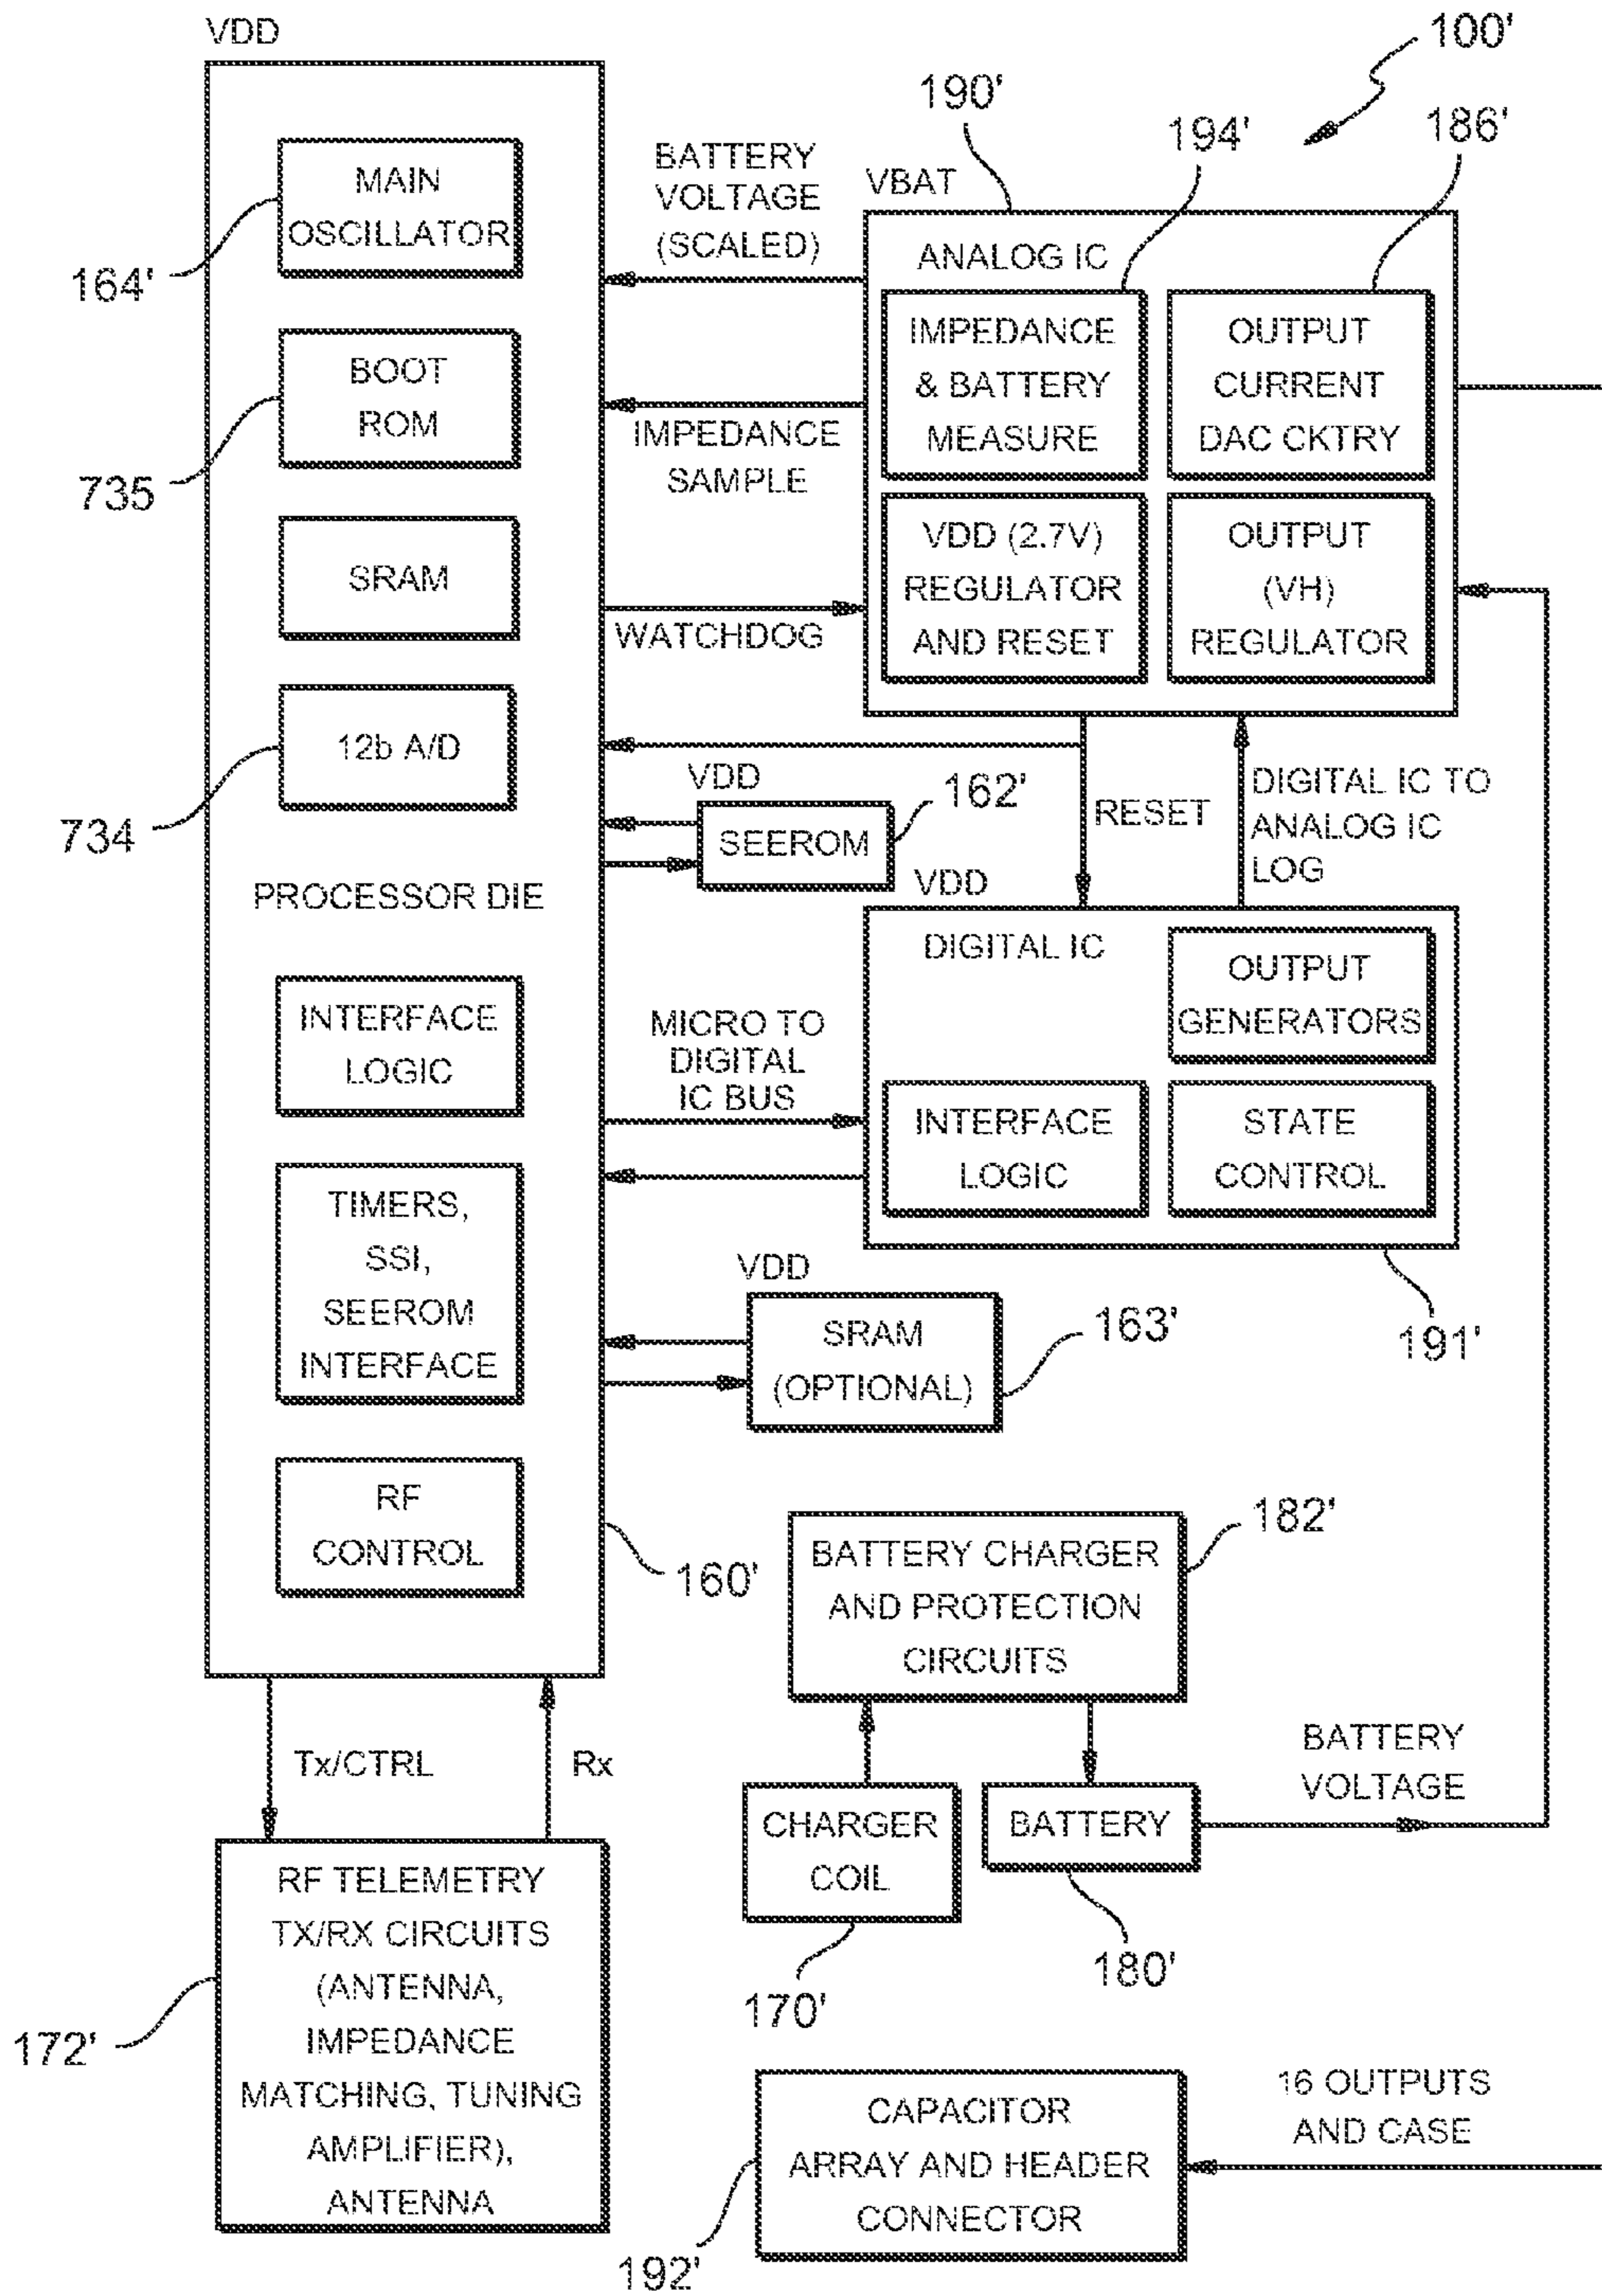 VDD
100'
190'
194'
186'
BATTERY
VOLTAGE
(SCALED)
VBAT
MAIN
OSCILLATOR
164'
ANALOG IC
IMPEDANCE
& BATTERY
MEASURE
OUTPUT
CURRENT
DAC CKTRY
BOOT
ROM
735
IMPEDANCE
SAMPLE
VDD (2.7V)
REGULATOR
AND RESET
OUTPUT
(VH)
REGULATOR
SRAM
WATCHDOG
12b A/D
734
VDD
162'
SEEROM
RESET
DIGITAL IC TO
ANALOG IC
LOG
PROCESSOR DIE
VDD
DIGITAL IC
OUTPUT
GENERATORS
INTERFACE
LOGIC
MICRO TO
DIGITAL
IC BUS
INTERFACE
LOGIC
STATE
CONTROL
TIMERS,
SSI,
SEEROM
INTERFACE
VDD
SRAM
(OPTIONAL)
163'
191'
RF
CONTROL
160'
182'
BATTERY CHARGER
AND PROTECTION
CIRCUITS
Tx/CTRL
Rx
BATTERY
VOLTAGE
CHARGER
COIL
BATTERY
170'
180'
RF TELEMETRY
TX/RX CIRCUITS
(ANTENNA,
IMPEDANCE
MATCHING, TUNING
AMPLIFIER),
ANTENNA
172'
CAPACITOR
ARRAY AND HEADER
CONNECTOR
192'
16 OUTPUTS
AND CASE